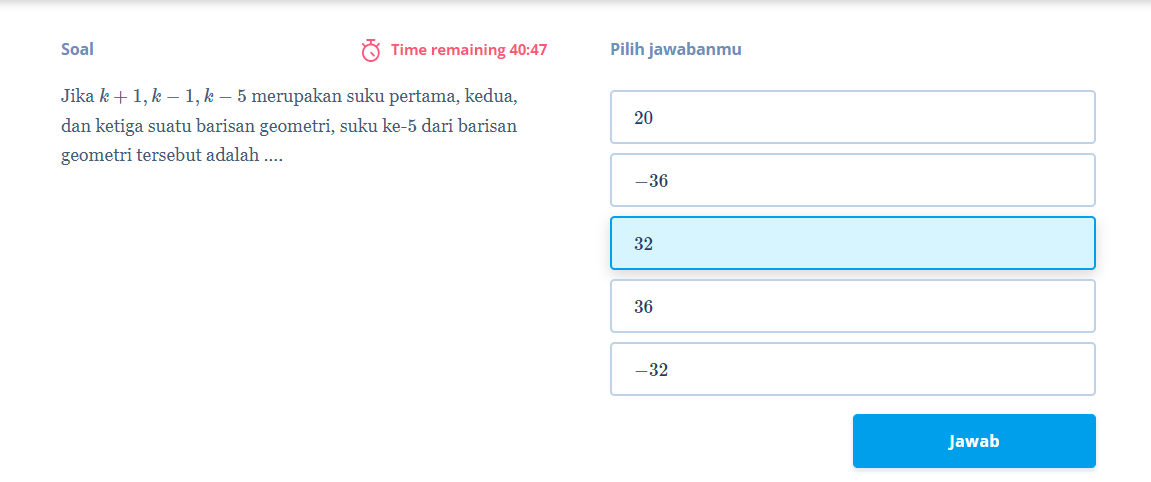 Soal
Time remaining 40:47
Jika k + 1, k − 1, k − 5 merupakan suku pertama, kedua,
dan ketiga suatu barisan geometri, suku ke-5 dari barisan
geometri tersebut adalah ....
Pilih jawabanmu
20
−36
32
36
−32
Jawab